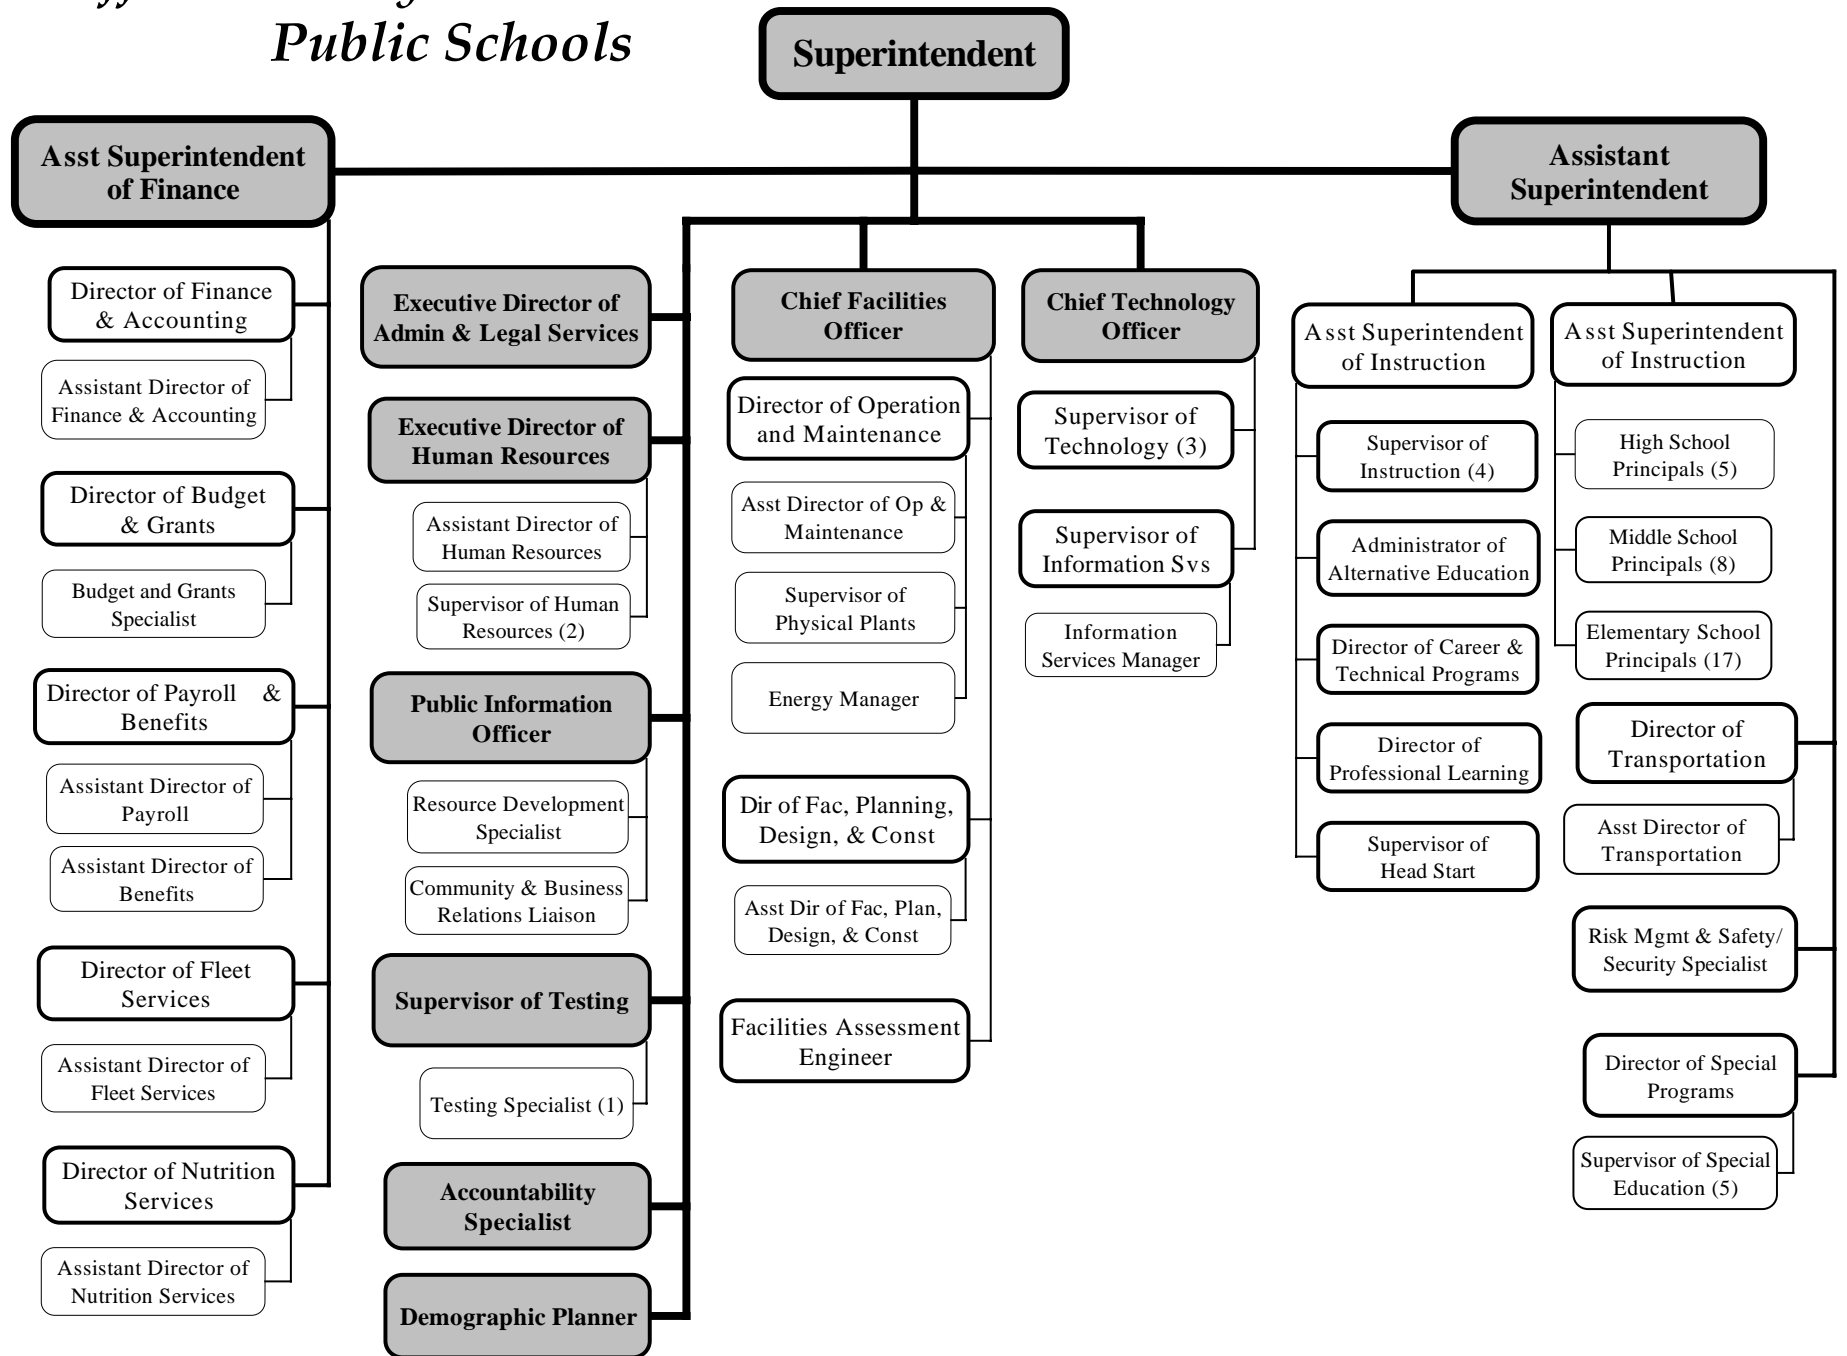 Public Schools
Superintendent
Asst Superintendent
of Finance
Assistant
Superintendent
Director of Finance
& Accounting
Assistant Director of
Finance & Accounting
Director of Budget
& Grants
Budget and Grants
Specialist
Director of Payroll &
Benefits
Assistant Director of
Payroll
Assistant Director of
Benefits
Director of Fleet
Services
Assistant Director of
Fleet Services
Director of Nutrition
Services
Assistant Director of
Nutrition Services
Executive Director of
Admin & Legal Services
Executive Director of
Human Resources
Assistant Director of
Human Resources
Supervisor of Human
Resources (2)
Public Information
Officer
Resource Development
Specialist
Community & Business
Relations Liaison
Supervisor of Testing
Testing Specialist (1)
Accountability
Specialist
Demographic Planner
Chief Facilities
Officer
Director of Operation
and Maintenance
Asst Director of Op &
Maintenance
Supervisor of
Physical Plants
Energy Manager
Dir of Fac, Planning,
Design, & Const
Asst Dir of Fac, Plan,
Design, & Const
Facilities Assessment
Engineer
Chief Technology
Officer
Supervisor of
Technology (3)
Supervisor of
Information Svs
Information
Services Manager
Asst Superintendent
of Instruction
Supervisor of
Instruction (4)
Administrator of
Alternative Education
Director of Career &
Technical Programs
Director of
Professional Learning
Supervisor of
Head Start
Asst Superintendent
of Instruction
High School
Principals (5)
Middle School
Principals (8)
Elementary School
Principals (17)
Director of
Transportation
Asst Director of
Transportation
Risk Mgmt & Safety/
Security Specialist
Director of Special
Programs
Supervisor of Special
Education (5)